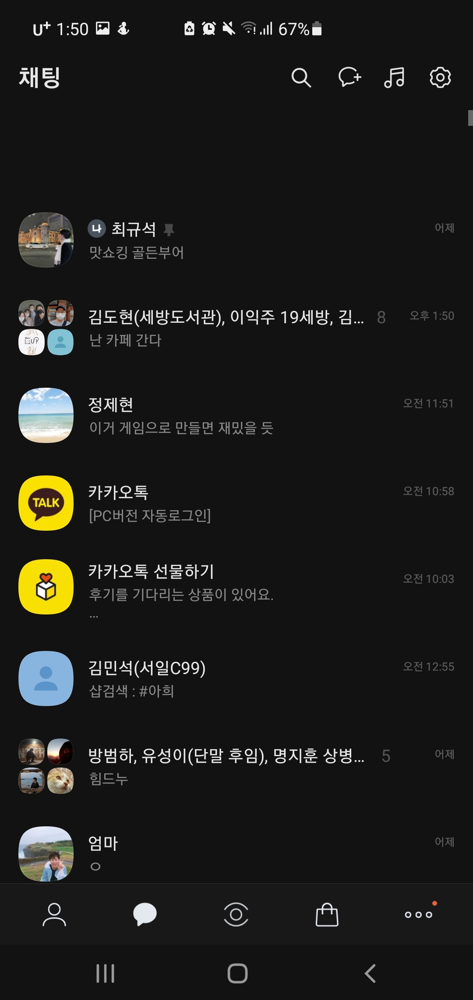 U+ 1:50 67%
채팅
나 최규석 어제
맛쇼킹 골든부어
김도현(세방도서관), 이익주 19세방, 김... 8 오후 1:50
난 카페 간다
정제현 오전 11:51
이거 게임으로 만들면 재밌을 듯
TALK
카카오톡 오전 10:58
[PC버전 자동로그인]
카카오톡 선물하기 오전 10:03
후기를 기다리는 상품이 있어요.
...
김민석(서일C99) 오전 12:55
샵검색 : #아희
방범하, 유성이(단말 후임), 명지훈 상병... 5 어제
힘드누
엄마 어제
ㅇ